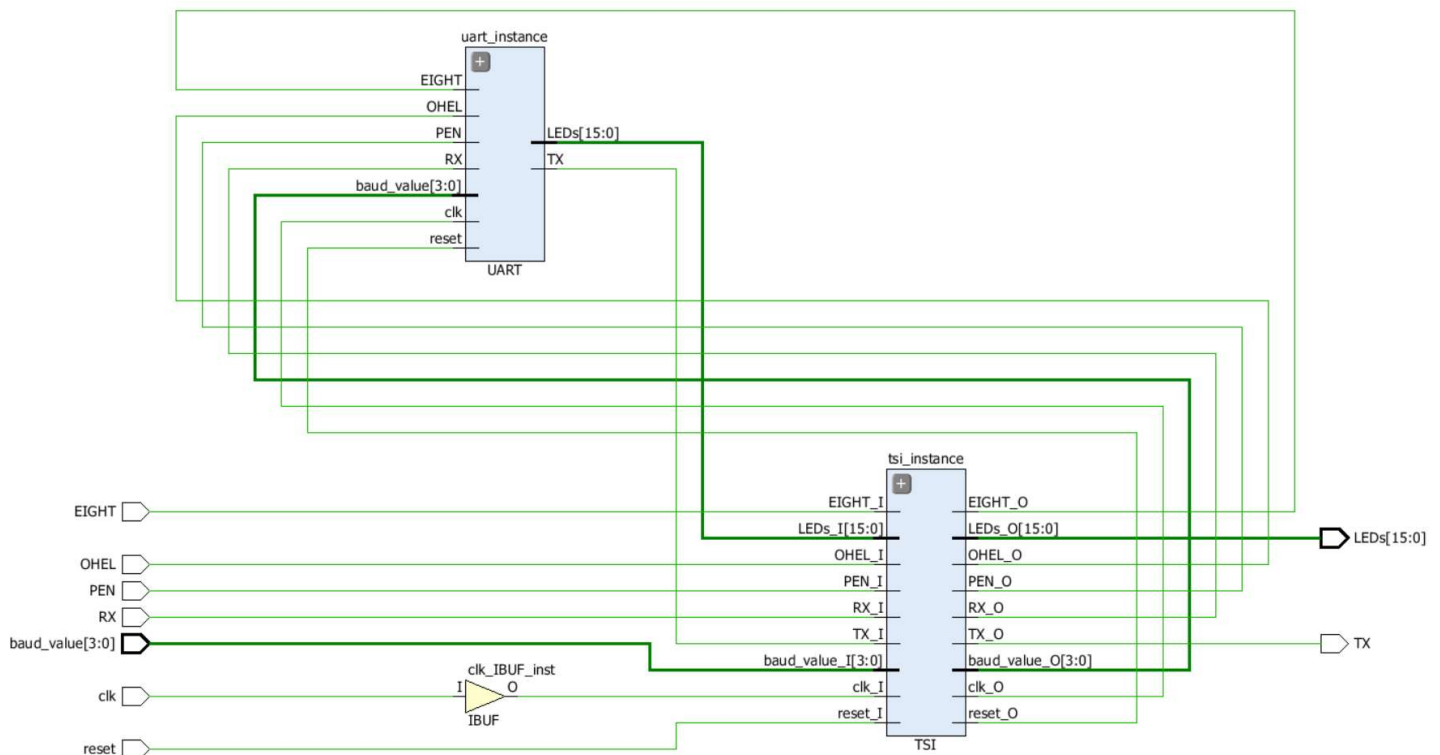 uart_instance
EIGHT
OHEL
PEN
LEDs[15:0]
RX
TX
baud_value[3:0]
clk
reset
UART
tsi_instance
EIGHT
EIGHT_I
EIGHT_O
LEDs_I[15:0]
LEDs_O[15:0]
LEDs[15:0]
OHEL
OHEL_I
OHEL_O
PEN
PEN_I
PEN_O
RX
RX_I
RX_O
baud_value[3:0]
TX_I
TX_O
TX
clk_IBUF_inst
baud_value_I[3:0]
baud_value_O[3:0]
clk
I
O
clk_I
clk_O
IBUF
reset_I
reset_O
reset
TSI